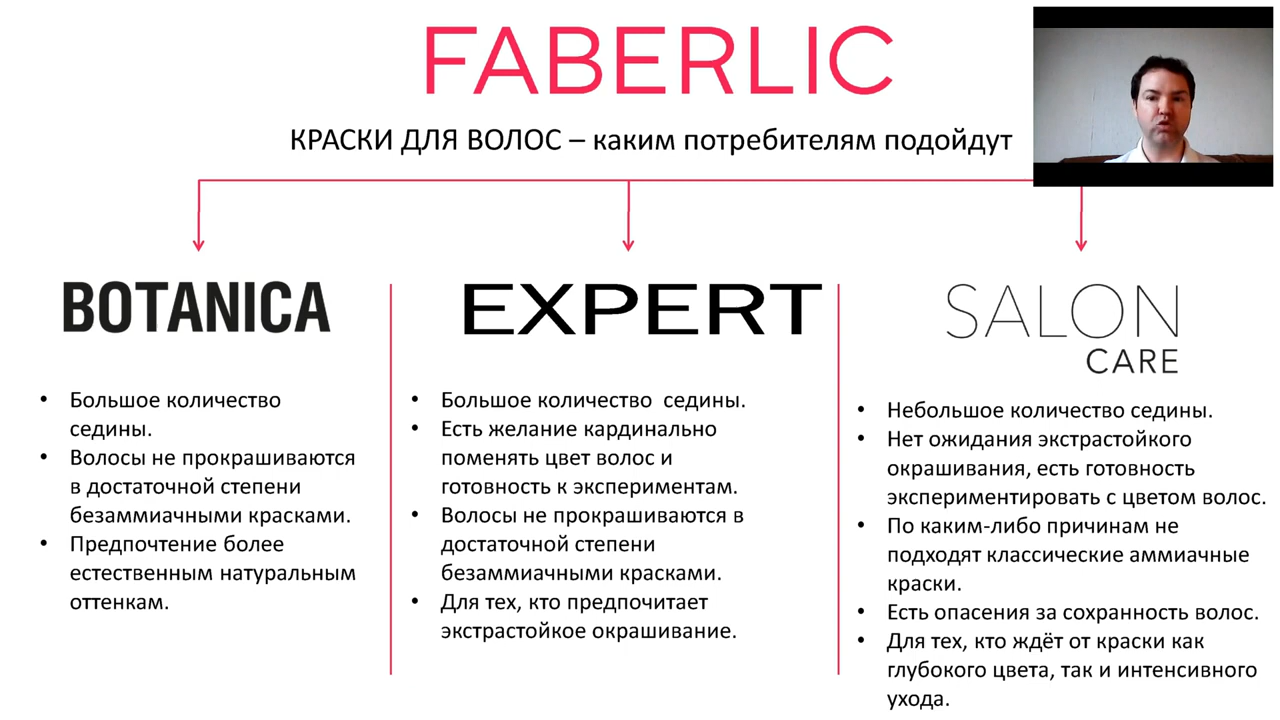 FABERLIC
КРАСКИ ДЛЯ ВОЛОС – каким потребителям подойдут
BOTANICA
• Большое количество
седины.
• Волосы не прокрашиваются
в достаточной степени
безаммиачными красками.
• Предпочтение более
естественным натуральным
оттенкам.
EXPERT
• Большое количество  седины.
• Есть желание кардинально
поменять цвет волос и
готовность к экспериментам.
• Волосы не прокрашиваются в
достаточной степени
безаммиачными красками.
• Для тех, кто предпочитает
экстрастойкое окрашивание.
SALON
CARE
• Небольшое количество седины.
• Нет ожидания экстрастойкого
окрашивания, есть готовность
экспериментировать с цветом волос.
• По каким-либо причинам не
подходят классические аммиачные
краски.
• Есть опасения за сохранность волос.
• Для тех, кто ждёт от краски как
глубокого цвета, так и интенсивного
ухода.